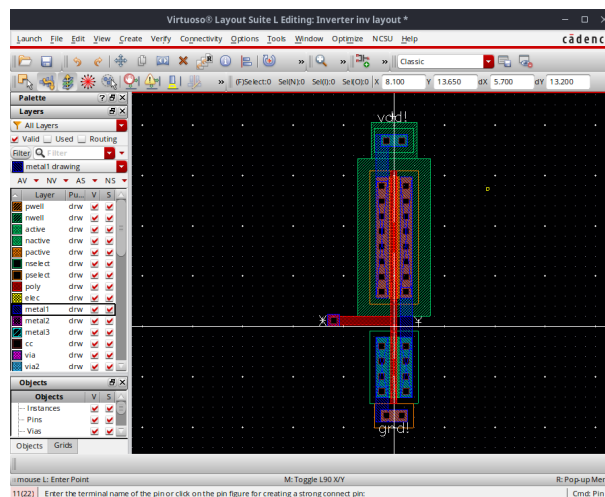 Virtuoso® Layout Suite L Editing: Inverter inv layout *
Launch File Edit View Create Verify Connectivity Options Tools Window Optimize NCSU Help cādenc
» » » Classic
» (F)Select:0 Sel(N):0 Sel(I):0 Sel(O):0 X 8.100 Y 13.650 dX 5.700 dY 13.200
Palette ?
Layers
All Layers
Valid Used Routing
Filter Filter
metal1 drawing
AV NV AS NS
Layer Pu... V S
pwell drw
nwell drw
active drw
nactive drw
pactive drw
nselect drw
pselect drw
poly drw
elec drw
metal1 drw
metal2 drw
metal3 drw
cc drw
via drw
via2 drw
Objects
Objects V S
Instances
Pins
Vias
Objects Grids
vdd!
X Y
gnd!
mouse L: Enter Point M: Toggle L90 X/Y R: Pop-up Men
11(22) Enter the terminal name of the pin or click on the pin figure for creating a strong connect pin: Cmd: Pin